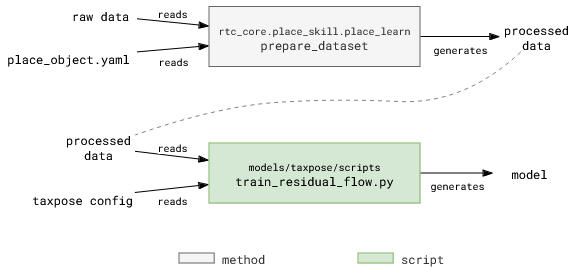 raw data
reads
place_object.yaml
reads
rtc_core.place_skill.place_learn
prepare_dataset
generates
processed
data
processed
data
reads
taxpose config
reads
models/taxpose/scripts
train_residual_flow.py
generates
model
method
script